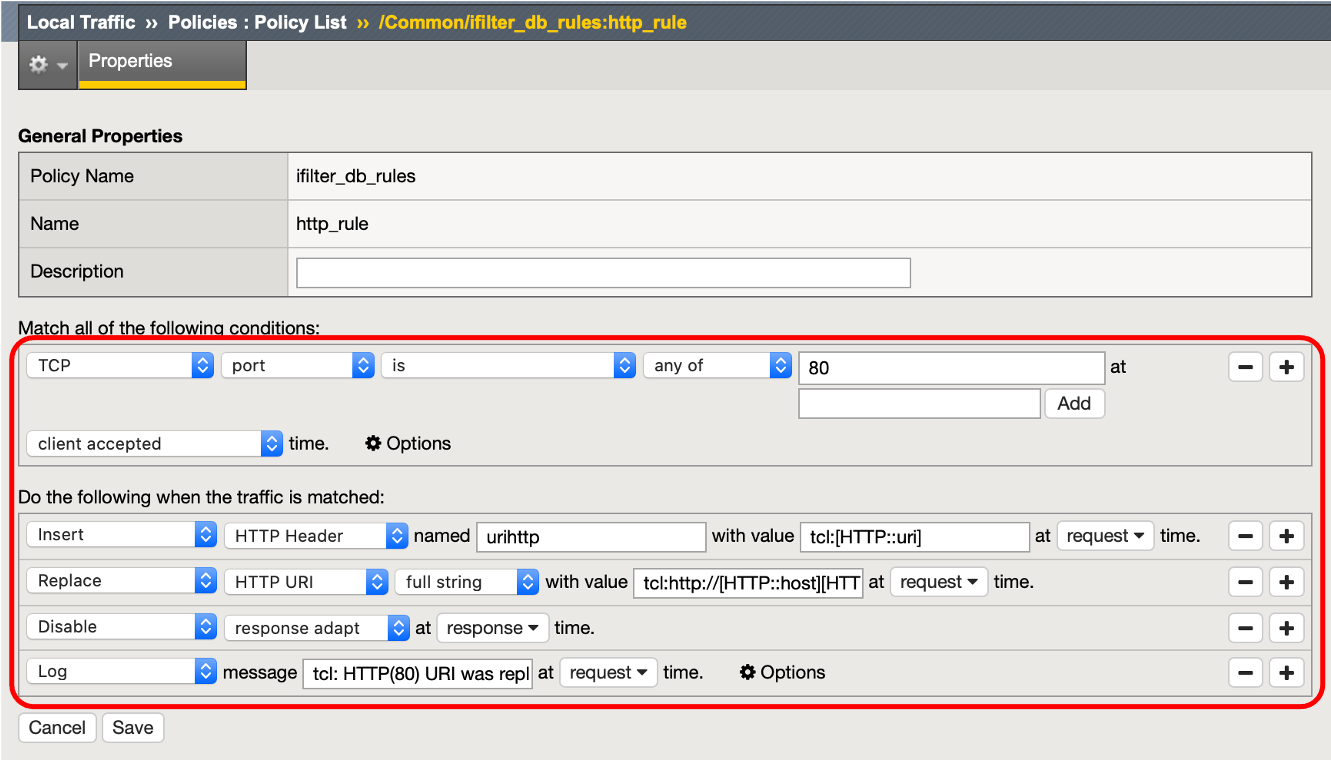 Local Traffic ›› Policies : Policy List ›› /Common/ifilter_db_rules:http_rule
Properties
General Properties
Policy Name ifilter_db_rules
Name http_rule
Description
Match all of the following conditions:
TCP port is any of 80 at
Add
client accepted time. Options
Do the following when the traffic is matched:
Insert HTTP Header named urihttp with value tcl:[HTTP::uri] at request time.
Replace HTTP URI full string with value tcl:http://[HTTP::host][HTT at request time.
Disable response adapt at response time.
Log message tcl: HTTP(80) URI was repl at request time. Options
Cancel Save